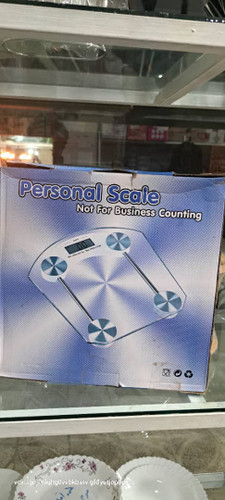 Personal Scale
Not For Business Counting